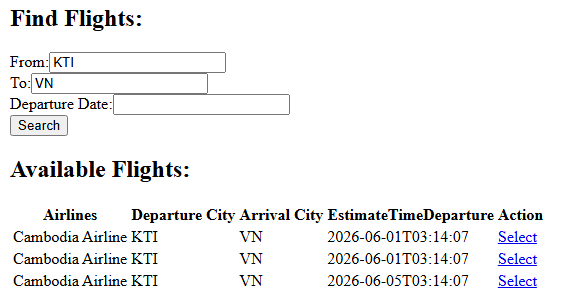 Find Flights:
From: KTI
To: VN
Departure Date:
Search
Available Flights:
Airlines Departure City Arrival City EstimateTimeDeparture Action
Cambodia Airline KTI VN 2026-06-01T03:14:07 Select
Cambodia Airline KTI VN 2026-06-01T03:14:07 Select
Cambodia Airline KTI VN 2026-06-05T03:14:07 Select